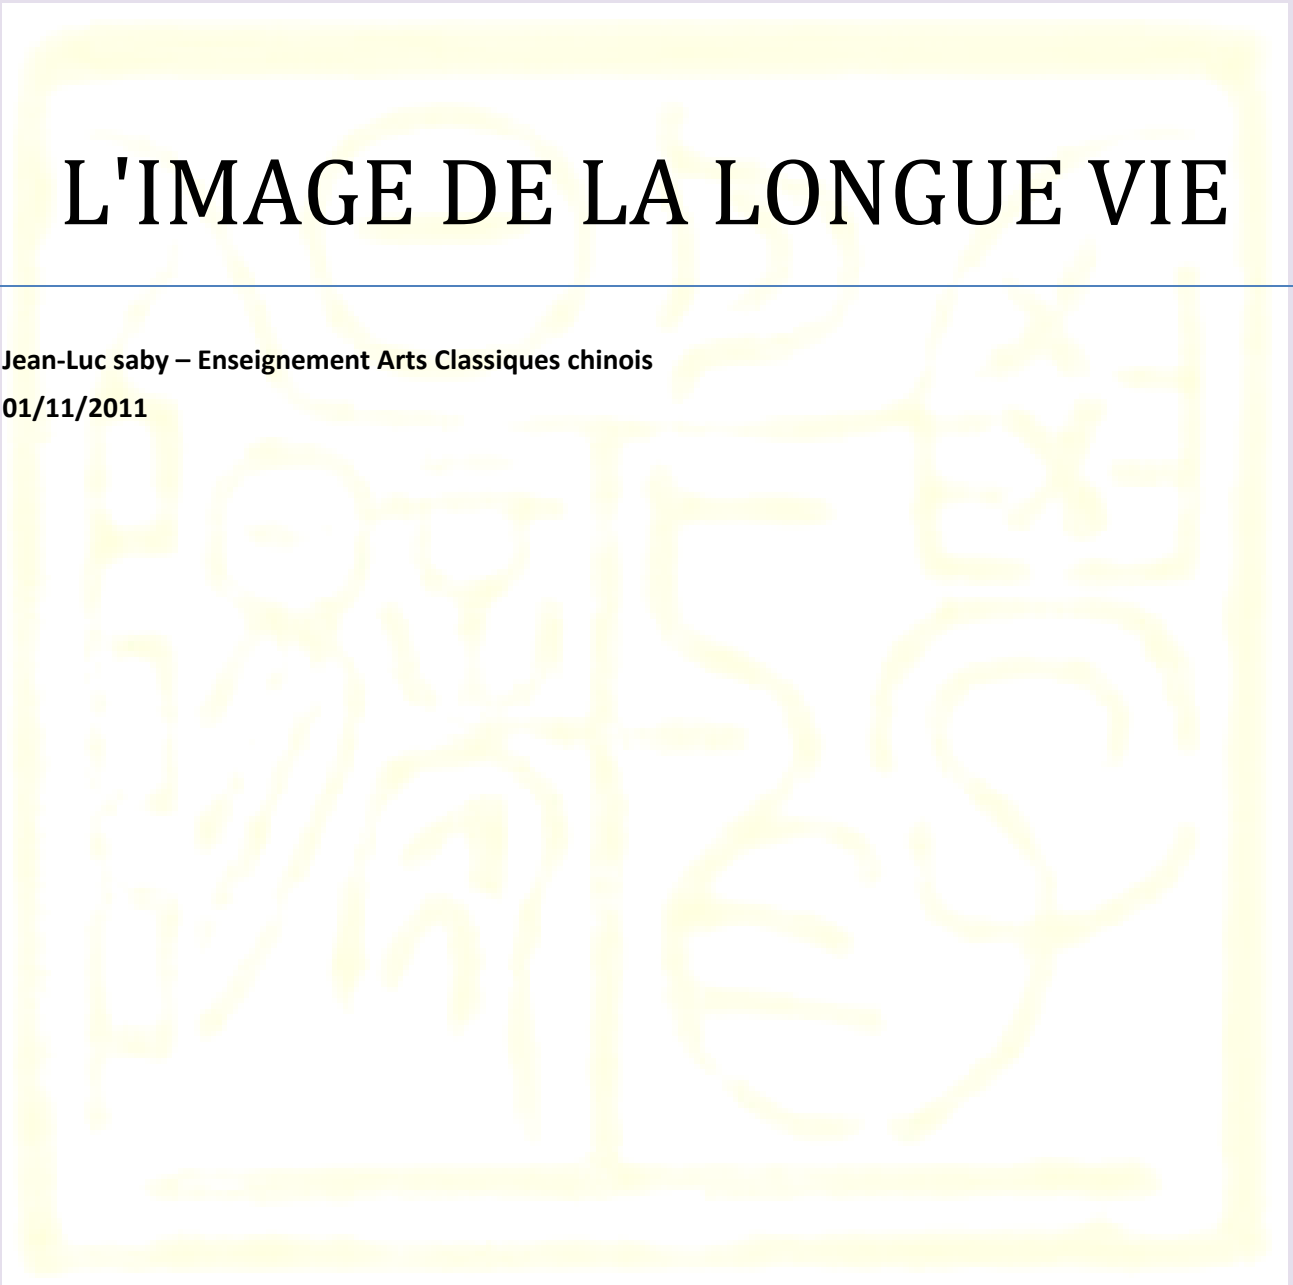 L'IMAGE DE LA LONGUE VIE
Jean-Luc saby – Enseignement Arts Classiques chinois
01/11/2011